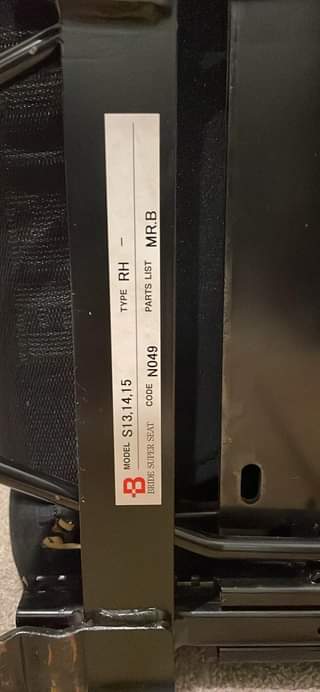 MODEL S13,14,15 TYPE RH –
BRIDE SUPER SEAT CODE N049 PARTS LIST MR.B